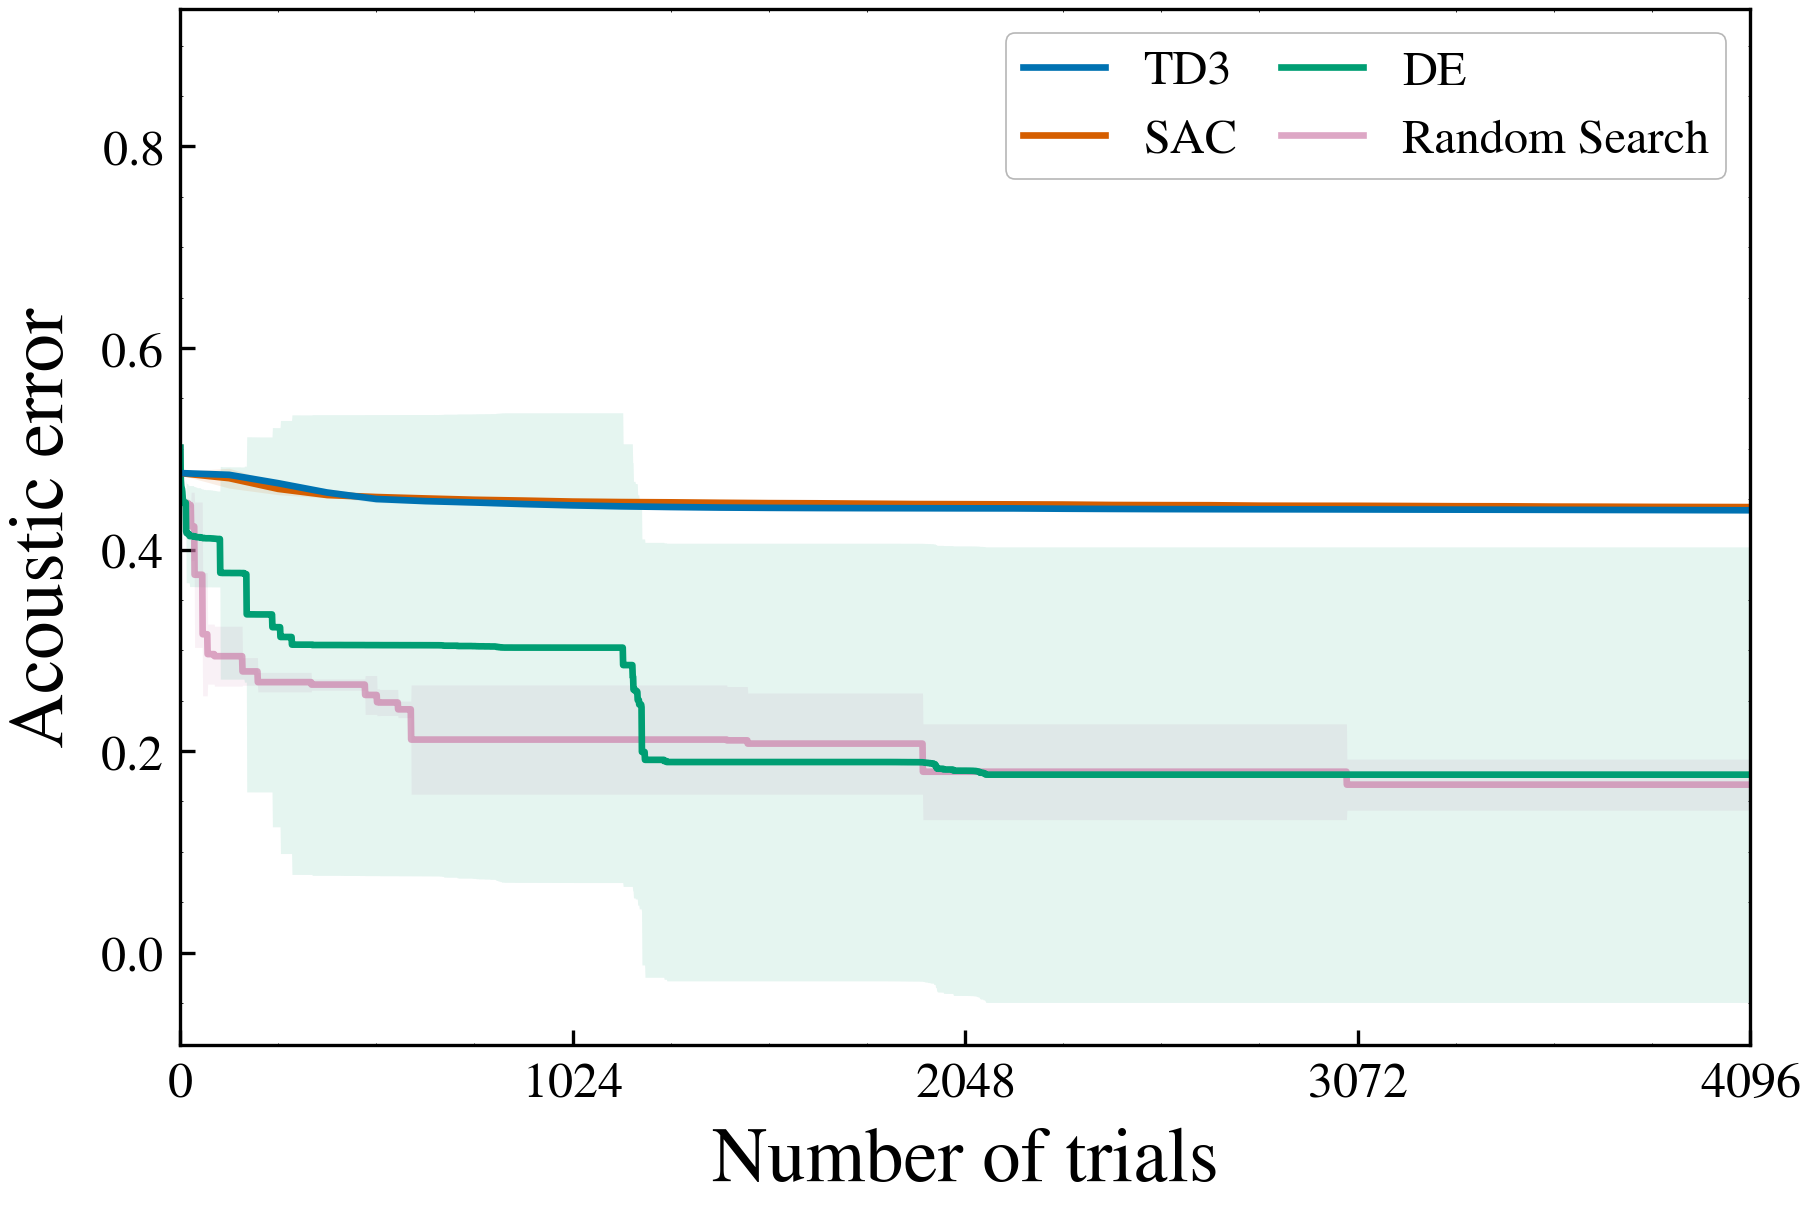 TD3
DE
SAC
Random Search
0.8
0.6
0.4
0.2
0.0
Acoustic error
0
1024
2048
3072
4096
Number of trials